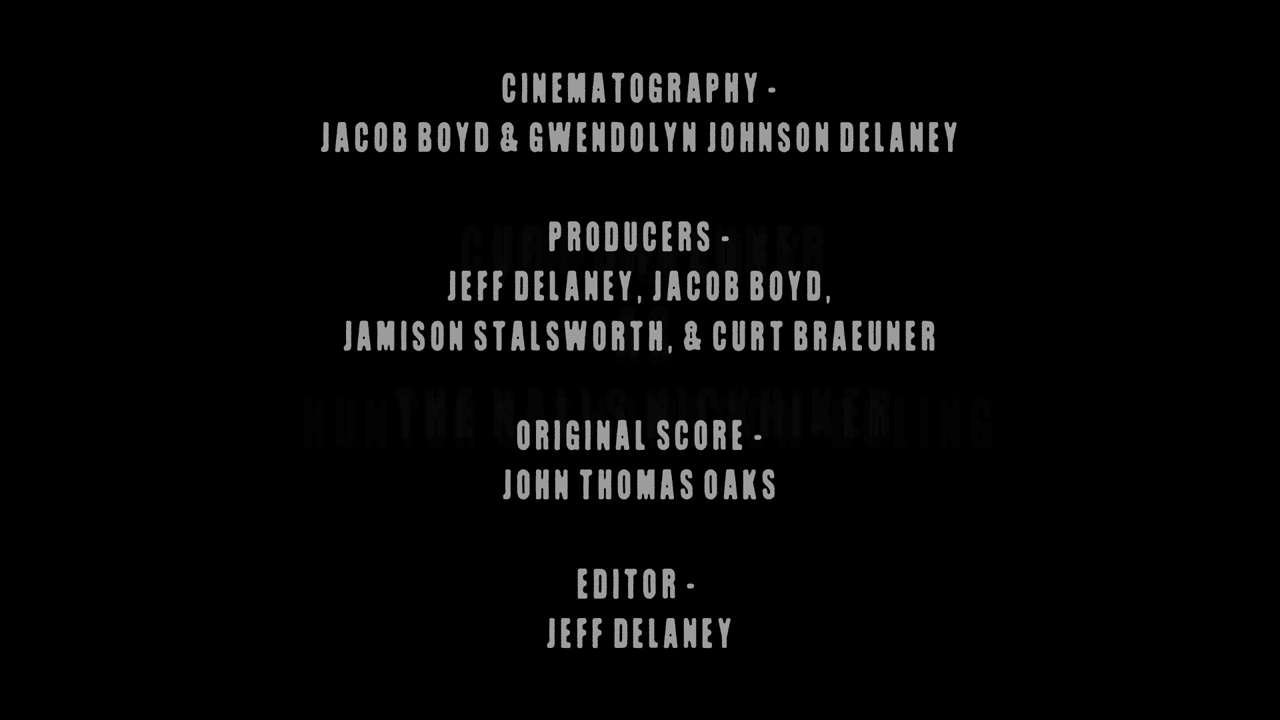 CINEMATOGRAPHY -
JACOB BOYD & GWENDOLYN JOHNSON DELANEY
PRODUCERS -
JEFF DELANEY, JACOB BOYD,
JAMISON STALSWORTH, & CURT BRAEUNER
ORIGINAL SCORE -
JOHN THOMAS OAKS
EDITOR -
JEFF DELANEY